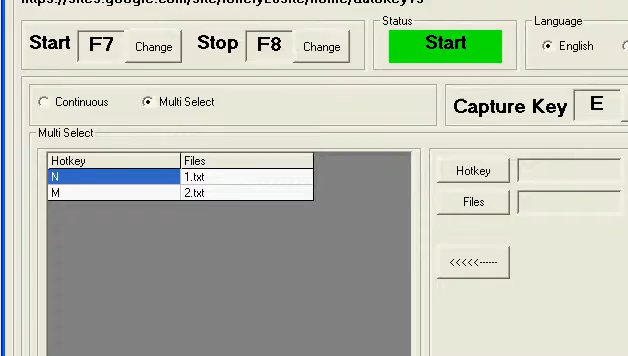 Status
Language
Start F7 Change Stop F8 Change
Start
English
Continuous Multi Select
Capture Key E
Multi Select
Hotkey Files
N 1.txt
M 2.txt
Hotkey
Files
<<<<<------